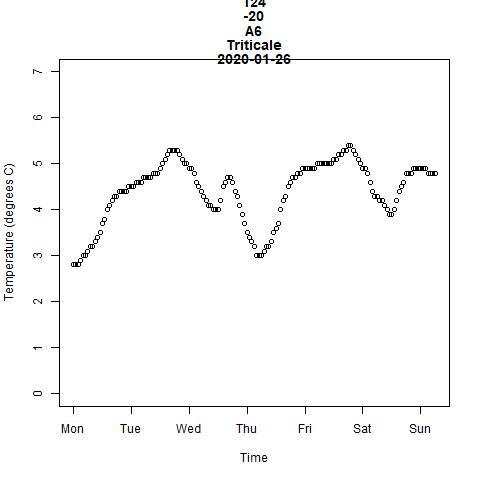 124
-20
A6
Triticale
2020-01-26
Temperature (degrees C)
7
6
5
4
3
2
1
0
Mon Tue Wed Thu Fri Sat Sun
Time